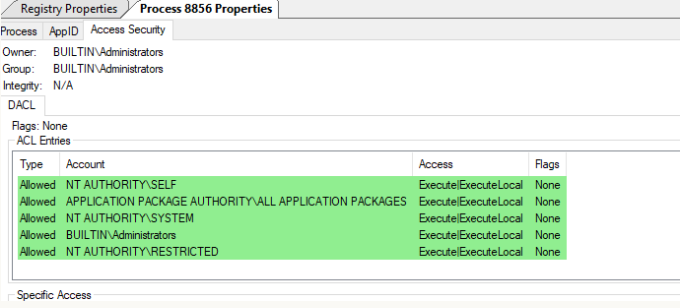 Registry Properties Process 8856 Properties
Process AppID Access Security
Owner: BUILTIN\Administrators
Group: BUILTIN\Administrators
Integrity: N/A
DACL
Flags: None
ACL Entries
Type Account Access Flags
Allowed NT AUTHORITY\SELF Execute|ExecuteLocal None
Allowed APPLICATION PACKAGE AUTHORITY\ALL APPLICATION PACKAGES Execute|ExecuteLocal None
Allowed NT AUTHORITY\SYSTEM Execute|ExecuteLocal None
Allowed BUILTIN\Administrators Execute|ExecuteLocal None
Allowed NT AUTHORITY\RESTRICTED Execute|ExecuteLocal None
Specific Access